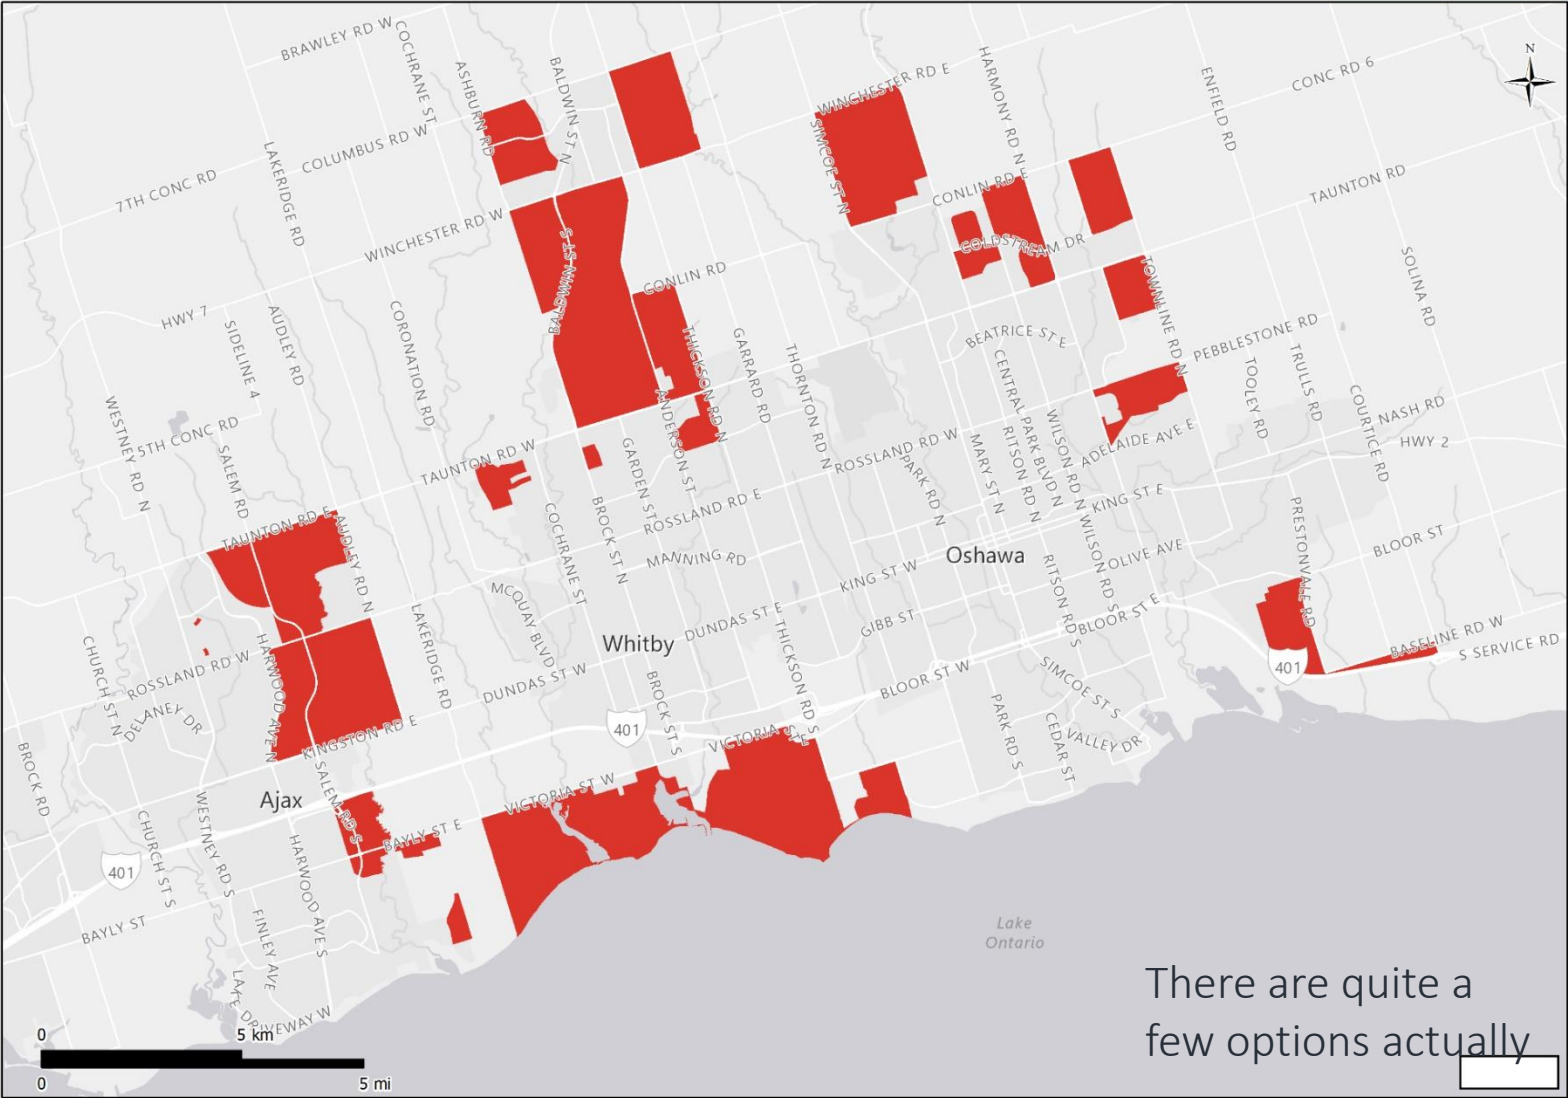 BRAWLEY RD W
COCHRANE ST
ASHBURN RD
BALDWIN ST N
WINCHESTER RD E
HARMONY RD N
ENFIELD RD
CONC RD 6
N
COLUMBUS RD W
7TH CONC RD
LAKERIDGE RD
SIMCOE ST N
CONLIN RD E
TAUNTON RD
WINCHESTER RD W
BALDWIN ST S
COLDSTREAM DR
CONLIN RD
TOWNLINE RD N
SOLINA RD
HWY 7
SIDELINE 4
AUDLEY RD
CORONATION RD
THICKSON RD N
GARRARD RD
THORNTON RD N
BEATRICE ST E
PEBBLESTONE RD
TOOLEY RD
TRULLS RD
COURTICE RD
NASH RD
HWY 2
WESTNEY RD N
5TH CONC RD
SALEM RD
TAUNTON RD W
ANDERSON ST
GARDEN ST
ROSSLAND RD W
CENTRAL PARK BLVD N
WILSON RD N
ADELAIDE AVE E
RITSON RD N
MARY ST N
PARK RD N
KING ST E
TAUNTON RD E
AUDLEY RD N
COCHRANE ST
BROCK ST N
ROSSLAND RD E
MANNING RD
KING ST W
Oshawa
OLIVE AVE
WILSON RD S
RITSON RD S
PRESTONVALE RD
BLOOR ST
MCQUAY BLVD
DUNDAS ST E
GIBB ST
BLOOR ST E
LAKERIDGE RD
Whitby
THICKSON RD S
CHURCH ST N
ROSSLAND RD W
HARWOOD AVE N
DELANEY DR
DUNDAS ST W
BROCK ST S
BLOOR ST W
SIMCOE ST S
BASELINE RD W
S SERVICE RD
401
KINGSTON RD E
401
VICTORIA ST E
PARK RD S
CEDAR ST
VALLEY DR
BROCK RD
Ajax
SALEM RD S
VICTORIA ST W
WESTNEY RD S
CHURCH ST S
HARWOOD AVE S
BAYLY ST E
401
BAYLY ST
FINLEY AVE
LAKE DRIVEWAY W
Lake
Ontario
There are quite a
few options actually
0
5 km
0
5 mi